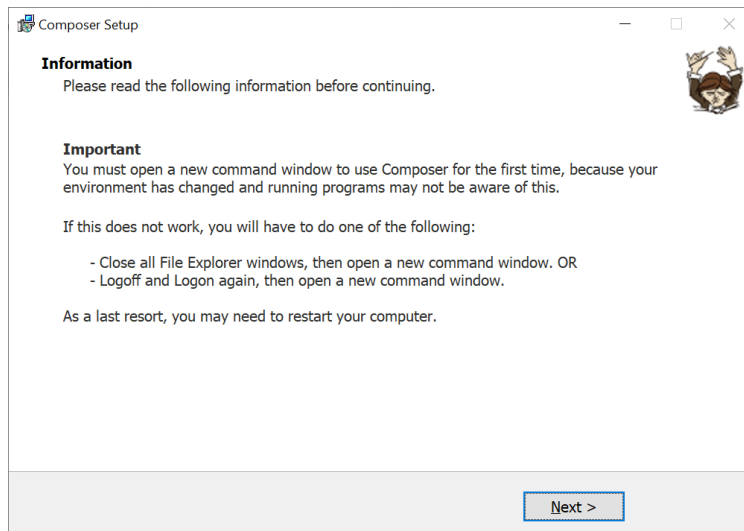 Composer Setup
Information
Please read the following information before continuing.
Important
You must open a new command window to use Composer for the first time, because your
environment has changed and running programs may not be aware of this.
If this does not work, you will have to do one of the following:
- Close all File Explorer windows, then open a new command window. OR
- Logoff and Logon again, then open a new command window.
As a last resort, you may need to restart your computer.
Next >